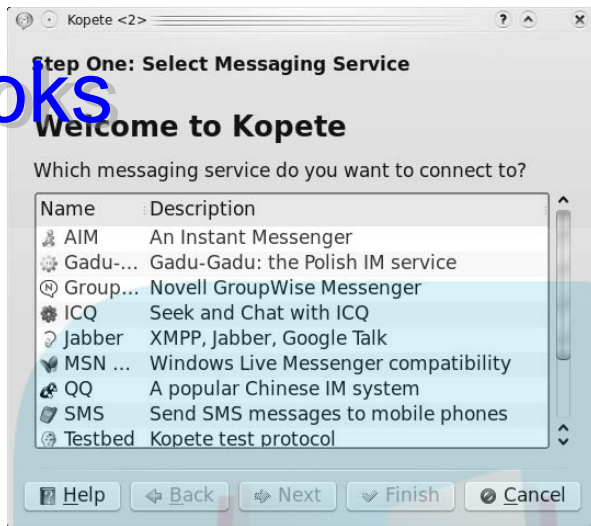 Kopete <2>
Step One: Select Messaging Service
oks
Welcome to Kopete
Which messaging service do you want to connect to?
Name Description
AIM An Instant Messenger
Gadu-... Gadu-Gadu: the Polish IM service
Group... Novell GroupWise Messenger
ICQ Seek and Chat with ICQ
Jabber XMPP, Jabber, Google Talk
MSN ... Windows Live Messenger compatibility
QQ A popular Chinese IM system
SMS Send SMS messages to mobile phones
Testbed Kopete test protocol
Help Back Next Finish Cancel